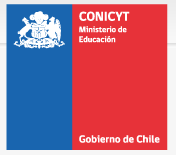 CONICYT
Ministerio de
Educación
Gobierno de Chile